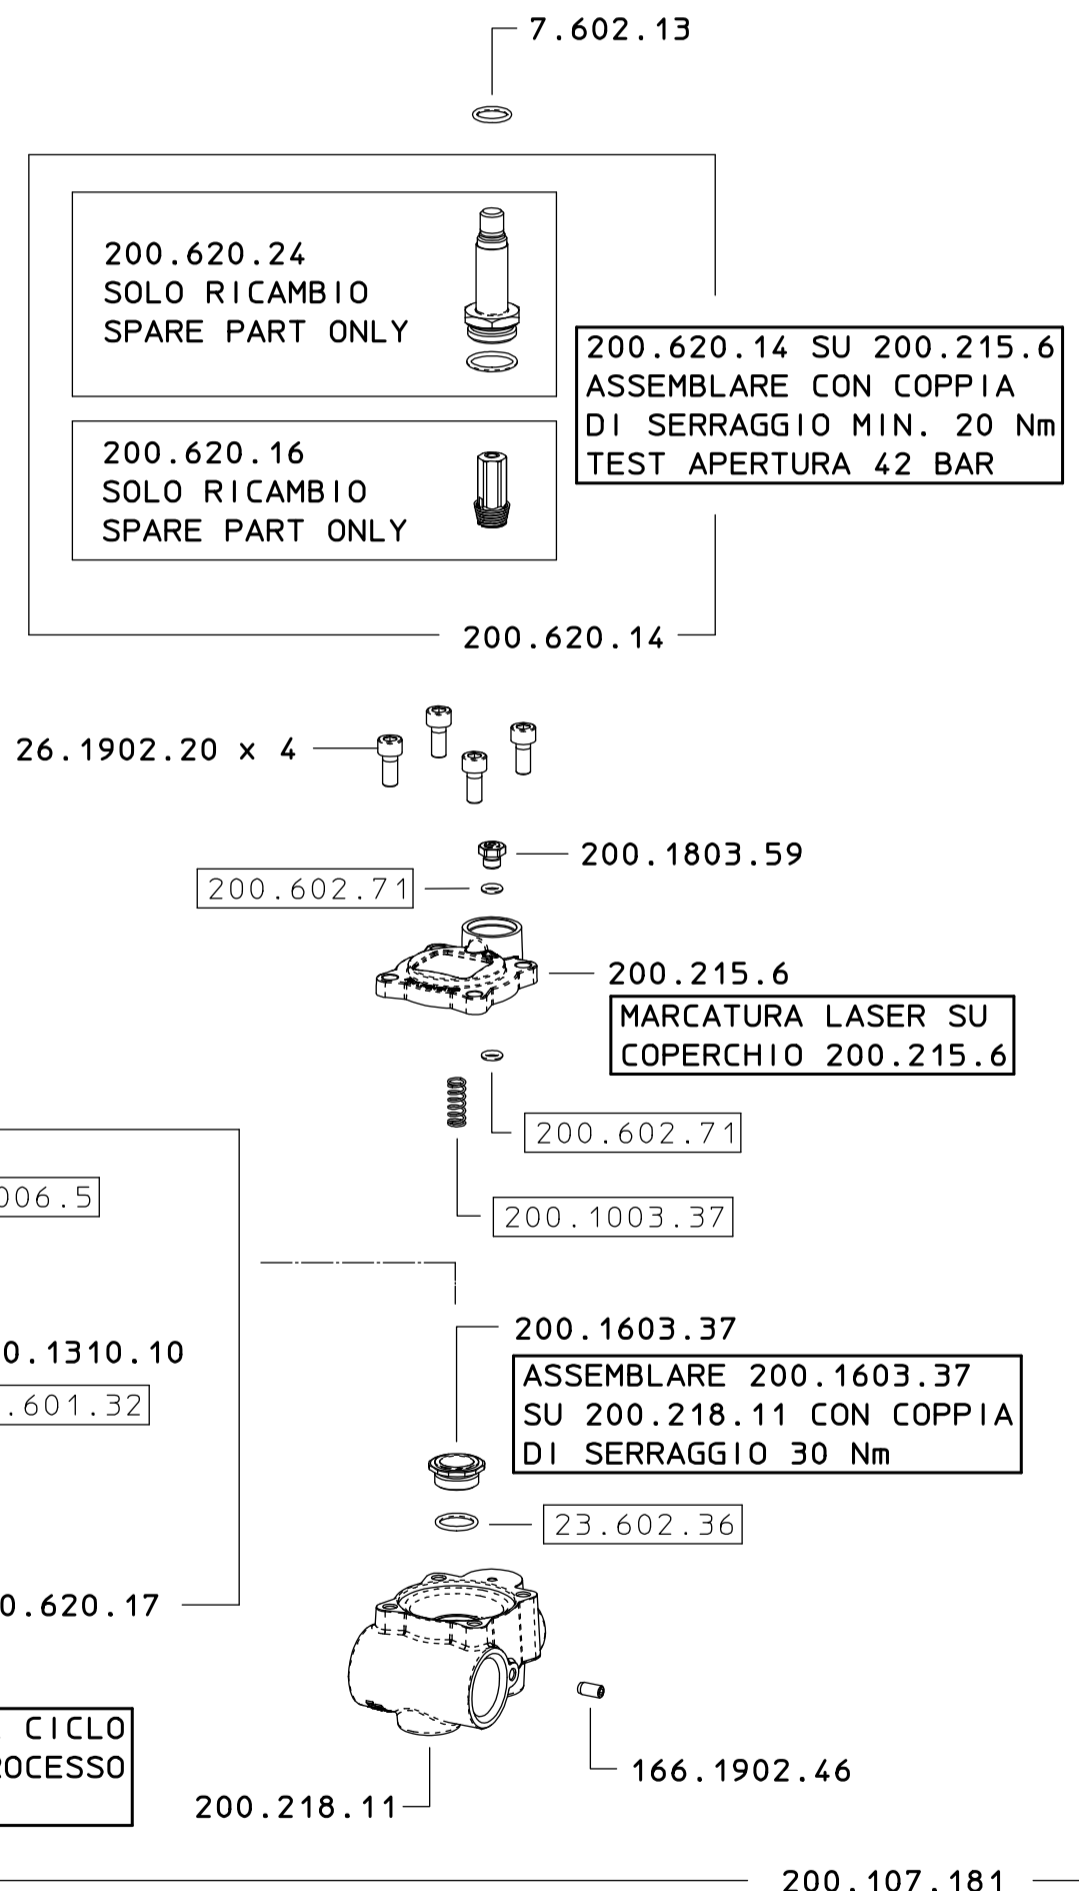 7.602.13
200.620.24
SOLO RICAMBIO
SPARE PART ONLY
200.620.14 SU 200.215.6
ASSEMBLARE CON COPPIA
DI SERRAGGIO MIN. 20 Nm
TEST APERTURA 42 BAR
200.620.16
SOLO RICAMBIO
SPARE PART ONLY
200.620.14
26.1902.20 x 4
200.1803.59
200.602.71
200.215.6
MARCATURA LASER SU
COPERCHIO 200.215.6
200.602.71
006.5
200.1003.37
200.1603.37
0.1310.10
ASSEMBLARE 200.1603.37
SU 200.218.11 CON COPPIA
DI SERRAGGIO 30 Nm
.601.32
23.602.36
0.620.17
CICLO
ROCESSO
166.1902.46
200.218.11
200.107.181